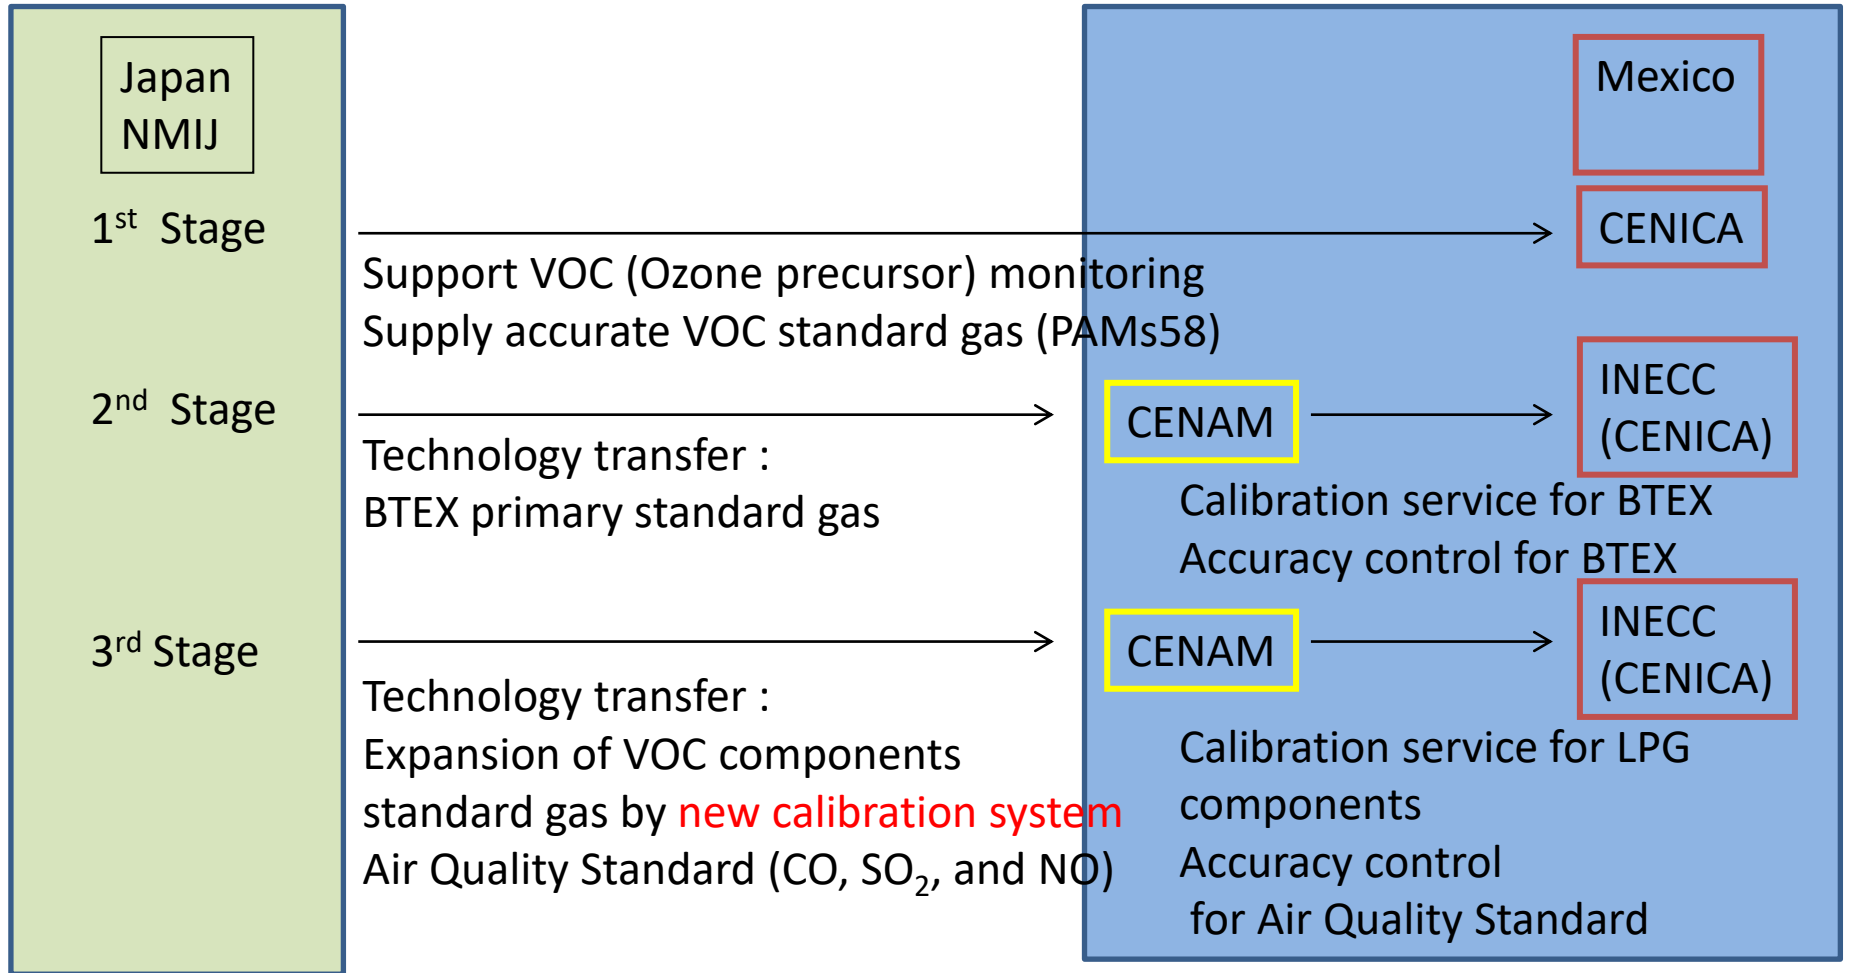 Japan
NMIJ
Mexico
1st Stage
CENICA
Support VOC (Ozone precursor) monitoring
Supply accurate VOC standard gas (PAMs58)
2nd Stage
CENAM
INECC
(CENICA)
Technology transfer :
BTEX primary standard gas
Calibration service for BTEX
Accuracy control for BTEX
3rd Stage
CENAM
INECC
(CENICA)
Technology transfer :
Expansion of VOC components
standard gas by new calibration system
Air Quality Standard (CO, SO₂, and NO)
Calibration service for LPG
components
Accuracy control
for Air Quality Standard